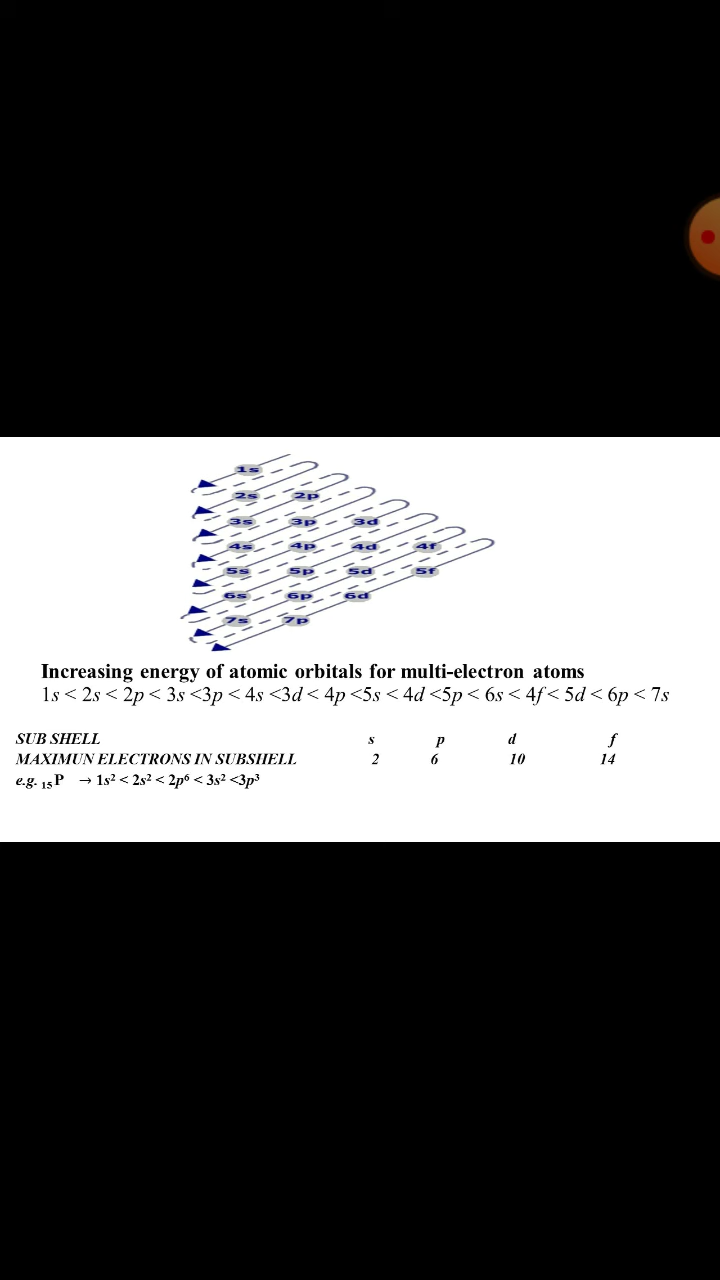 1s
2s 2p
3s 3p 3d
4s 4p 4d 4f
5s 5p 5d 5f
6s 6p 6d
7s 7p
Increasing energy of atomic orbitals for multi-electron atoms
1s < 2s < 2p < 3s <3p < 4s <3d < 4p <5s < 4d <5p < 6s < 4f < 5d < 6p < 7s
SUB SHELL s p d f
MAXIMUN ELECTRONS IN SUBSHELL 2 6 10 14
e.g. ₁₅P → 1s² < 2s² < 2p⁶ < 3s² <3p³